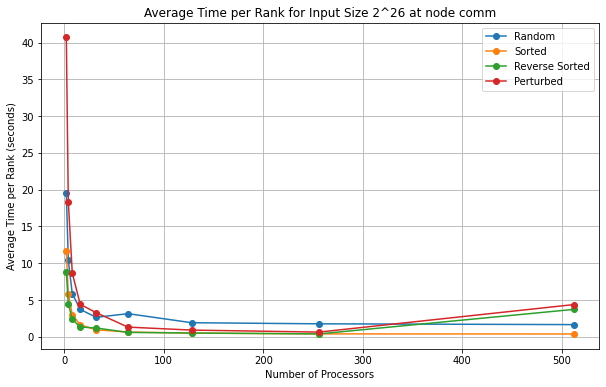 Average Time per Rank for Input Size 2^26 at node comm
Random
Sorted
Reverse Sorted
Perturbed
Average Time per Rank (seconds)
40
35
30
25
20
15
10
5
0
0
100
200
300
400
500
Number of Processors